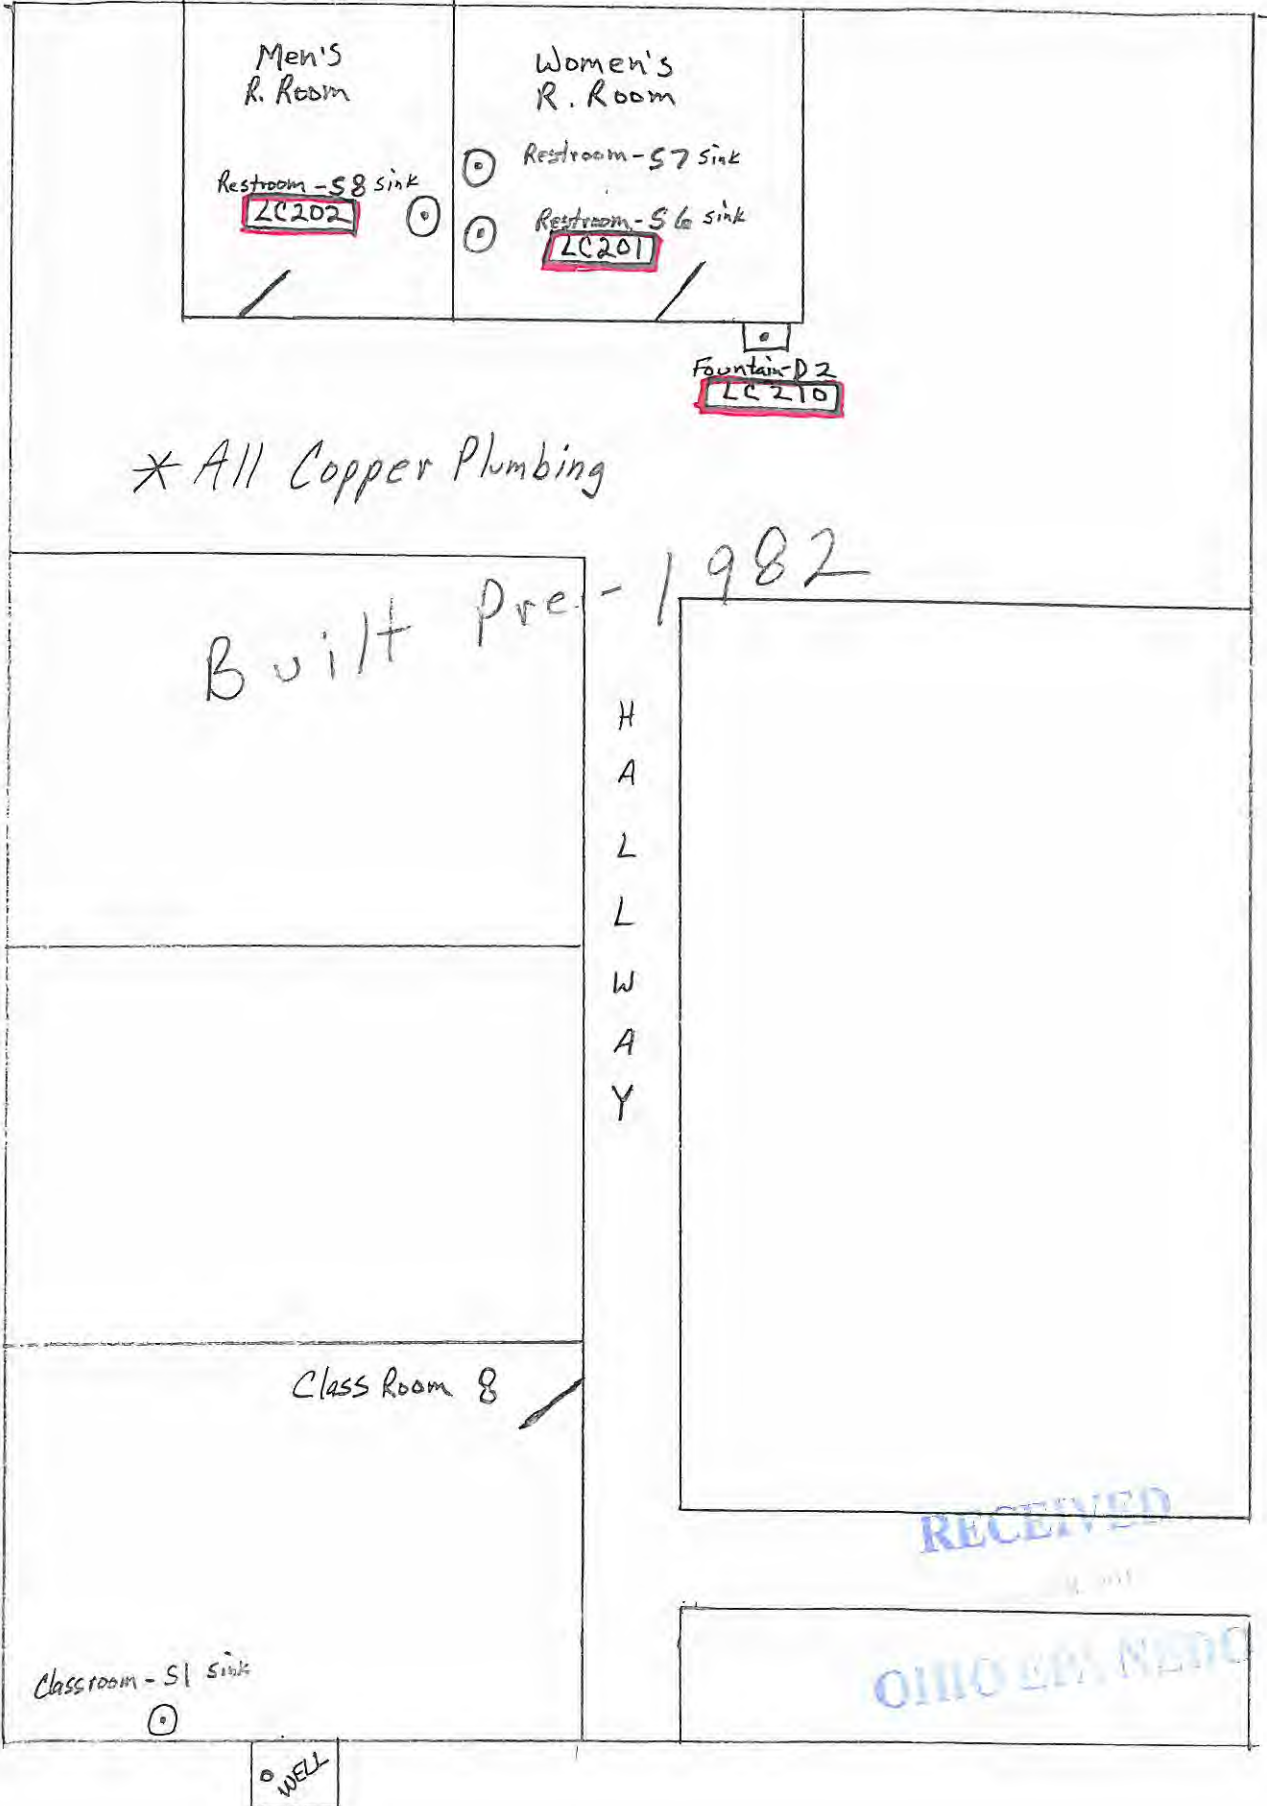 Men's
R. Room
Women's
R. Room
Restroom-S7 sink
Restroom-S8 sink
LC202
Restroom-S6 sink
LC201
Fountain-D2
LC210
* All Copper Plumbing
Built Pre-1982
H
A
L
L
W
A
Y
Class Room 8
RECEIVED
OHIO EPA NEDO
Classroom-S1 sink
WELL